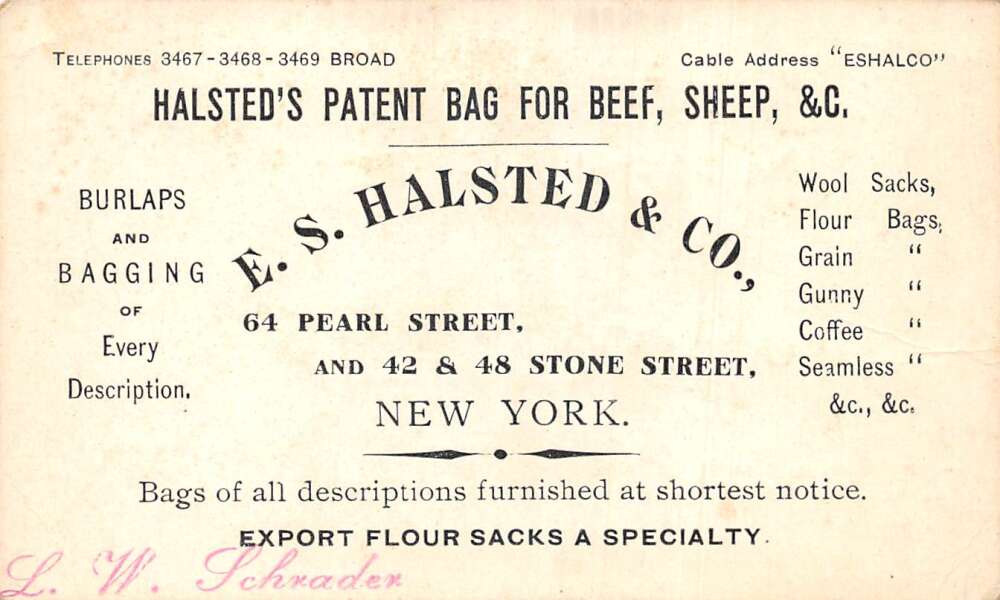 TELEPHONES 3467-3468-3469 BROAD
Cable Address "ESHALCO"
HALSTED'S PATENT BAG FOR BEEF, SHEEP, &C.
BURLAPS
AND
BAGGING
OF
Every
Description.
E. S. HALSTED & CO.,
64 PEARL STREET,
AND 42 & 48 STONE STREET,
NEW YORK.
Wool Sacks,
Flour Bags,
Grain "
Gunny "
Coffee "
Seamless "
&c., &c.
Bags of all descriptions furnished at shortest notice.
EXPORT FLOUR SACKS A SPECIALTY.
L. W. Schrader